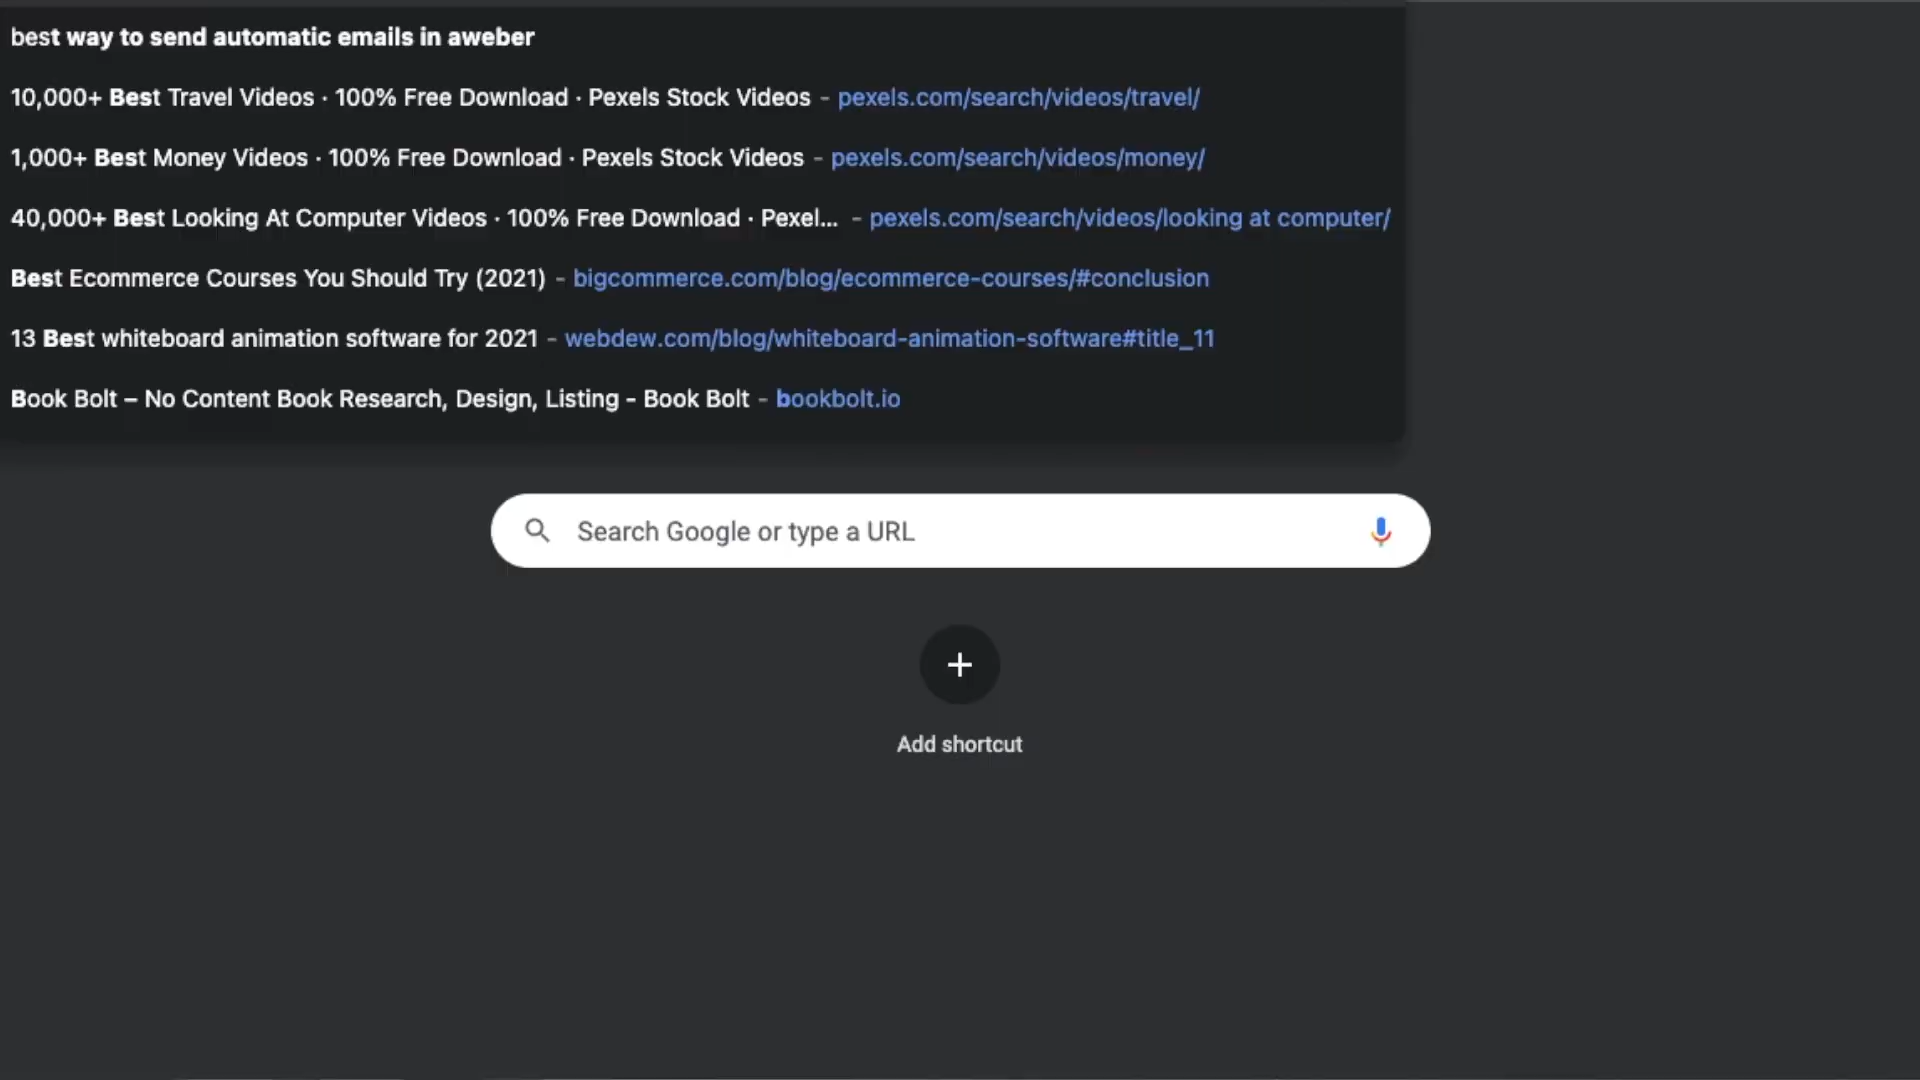 best way to send automatic emails in aweber
10,000+ Best Travel Videos · 100% Free Download · Pexels Stock Videos - pexels.com/search/videos/travel/
1,000+ Best Money Videos · 100% Free Download · Pexels Stock Videos - pexels.com/search/videos/money/
40,000+ Best Looking At Computer Videos · 100% Free Download · Pexel... - pexels.com/search/videos/looking at computer/
Best Ecommerce Courses You Should Try (2021) - bigcommerce.com/blog/ecommerce-courses/#conclusion
13 Best whiteboard animation software for 2021 - webdew.com/blog/whiteboard-animation-software#title_11
Book Bolt – No Content Book Research, Design, Listing - Book Bolt - bookbolt.io
Search Google or type a URL
Add shortcut